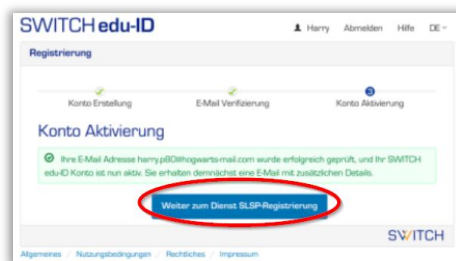 SWITCH edu-ID
Harry Abmelden Hilfe DE
Registrierung
3
Konto Erstellung E-Mail Verifizierung Konto Aktivierung
Konto Aktivierung
Ihre E-Mail Adresse harry.p80@hogwarts-mail.com wurde erfolgreich geprüft, und Ihr SWITCH
edu-ID Konto ist nun aktiv. Sie erhalten demnächst eine E-Mail mit zusätzlichen Details.
Weiter zum Dienst SLSP-Registrierung
SWITCH
Allgemeines / Nutzungsbedingungen / Rechtliches / Impressum